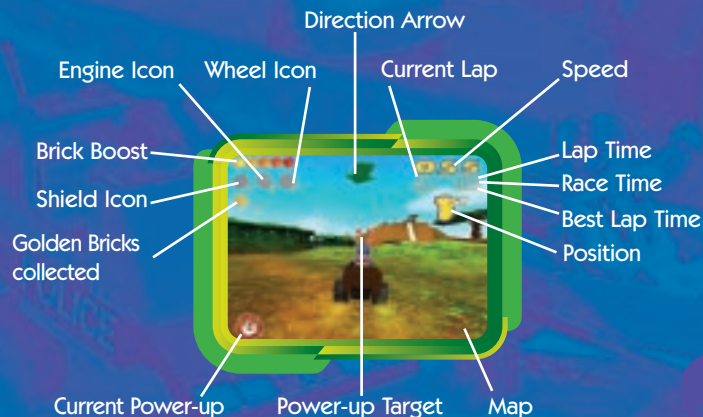 Direction Arrow
Engine Icon
Wheel Icon
Current Lap
Speed
Brick Boost
Lap Time
Race Time
Shield Icon
Best Lap Time
Golden Bricks
collected
Position
Current Power-up
Power-up Target
Map